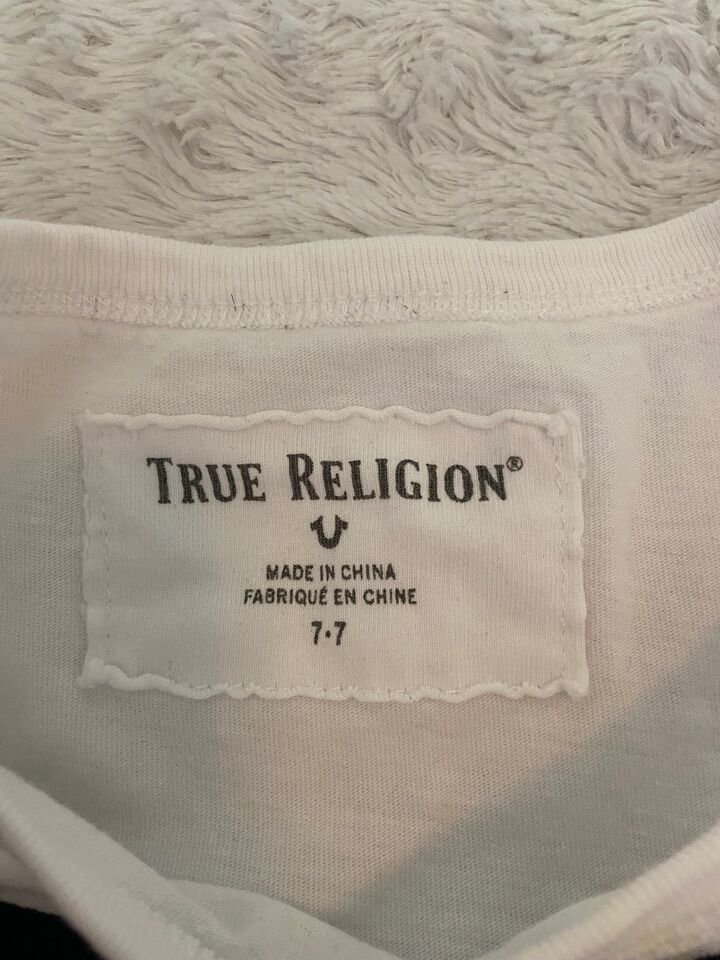 TRUE RELIGION®
MADE IN CHINA
FABRIQUÉ EN CHINE
7•7